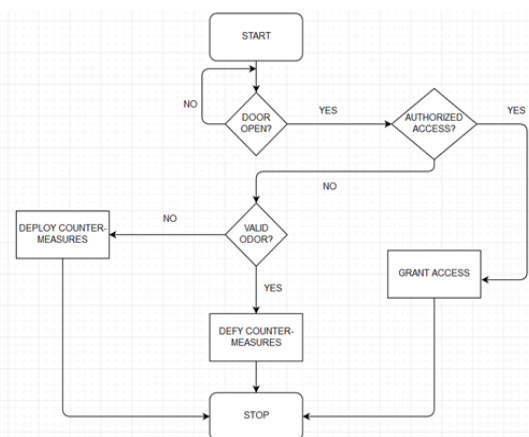 START
NO
DOOR
OPEN?
YES
AUTHORIZED
ACCESS?
YES
NO
DEPLOY COUNTER-
MEASURES
NO
VALID
ODOR?
GRANT ACCESS
YES
DEFY COUNTER-
MEASURES
STOP